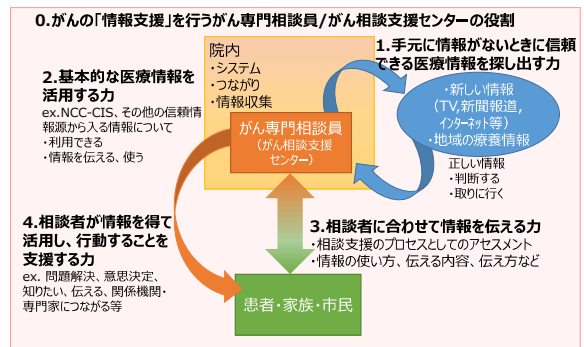 0.がんの「情報支援」を行うがん専門相談員/がん相談支援センターの役割
1.手元に情報がないときに信頼
できる医療情報を探し出す力
院内
・システム
・つながり
・情報収集
2.基本的な医療情報を
活用する力
ex.NCC-CIS、その他の信頼情
報源から入る情報について
・利用できる
・情報を伝える、使う
・新しい情報
(TV,新聞報道,
インターネット等)
・地域の療養情報
がん専門相談員
(がん相談支援
センター)
正しい情報
・判断する
・取りに行く
4.相談者が情報を得て
活用し、行動することを
支援する力
ex. 問題解決、意思決定、
知りたい、伝える、関係機関・
専門家につながる等
3.相談者に合わせて情報を伝える力
・相談支援のプロセスとしてのアセスメント
・情報の使い方、伝える内容、伝え方など
患者・家族・市民